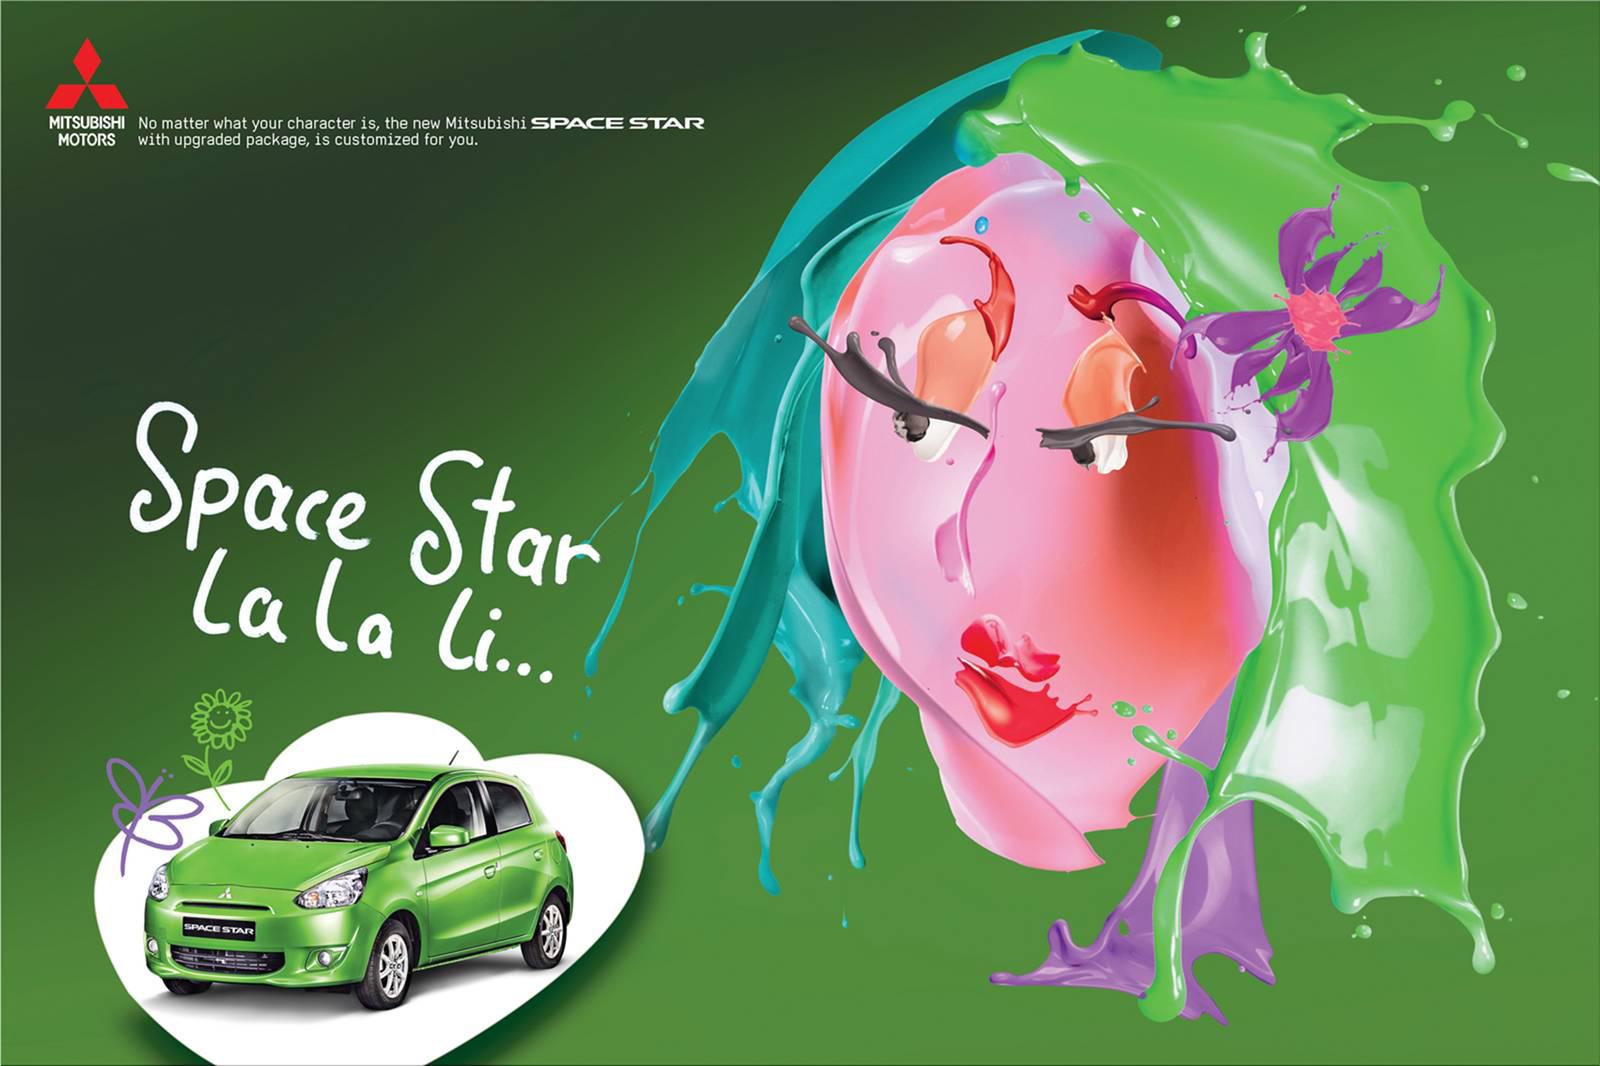 MITSUBISHI
MOTORS
No matter what your character is, the new Mitsubishi SPACE STAR
with upgraded package, is customized for you.
Space Star
la la li...
SPACE STAR